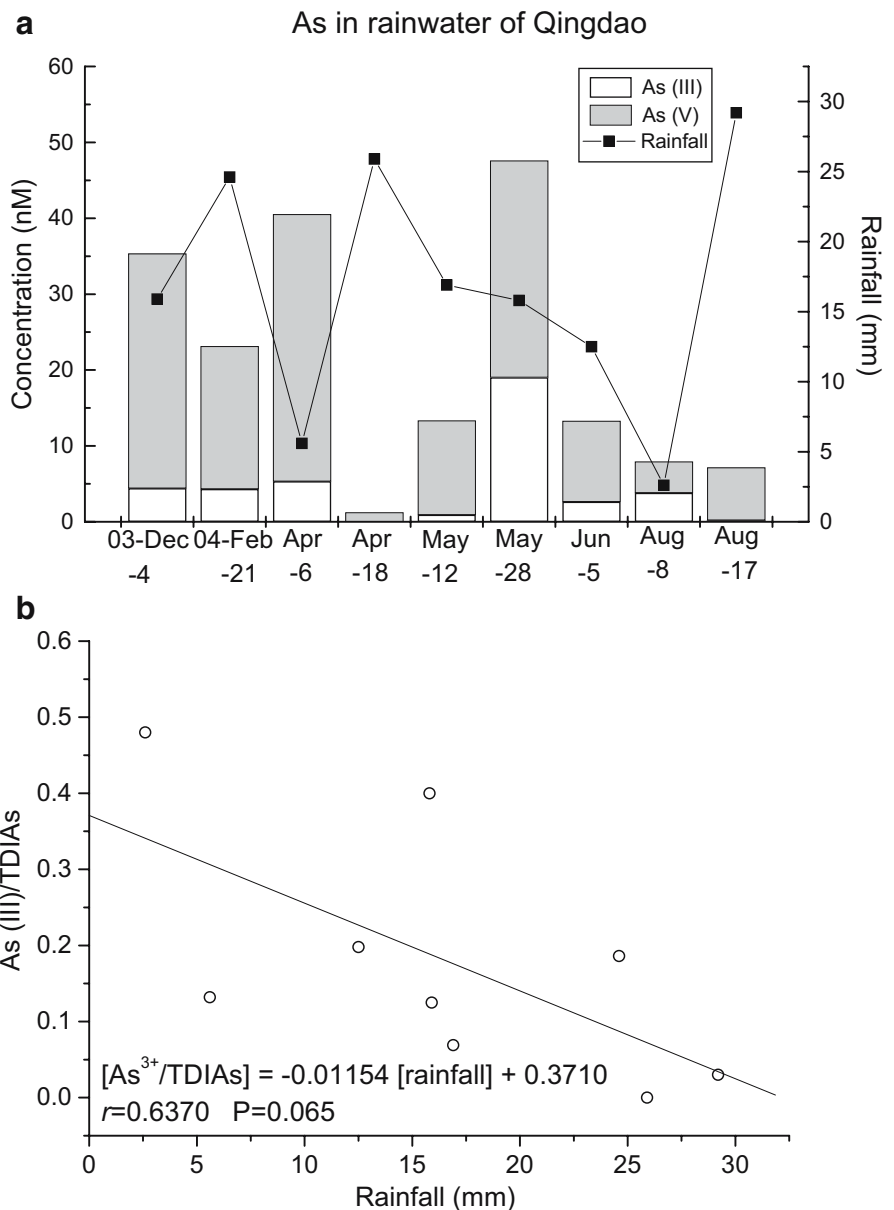 a
As in rainwater of Qingdao
60
50
40
30
20
10
0
Concentration (nM)
As (III)
As (V)
Rainfall
30
25
20
15
10
5
0
Rainfall (mm)
03-Dec 04-Feb Apr Apr May May Jun Aug Aug
-4 -21 -6 -18 -12 -28 -5 -8 -17
b
0.6
0.5
0.4
0.3
0.2
0.1
0.0
As (III)/TDIAs
[As³⁺/TDIAs] = -0.01154 [rainfall] + 0.3710
r=0.6370 P=0.065
0 5 10 15 20 25 30
Rainfall (mm)